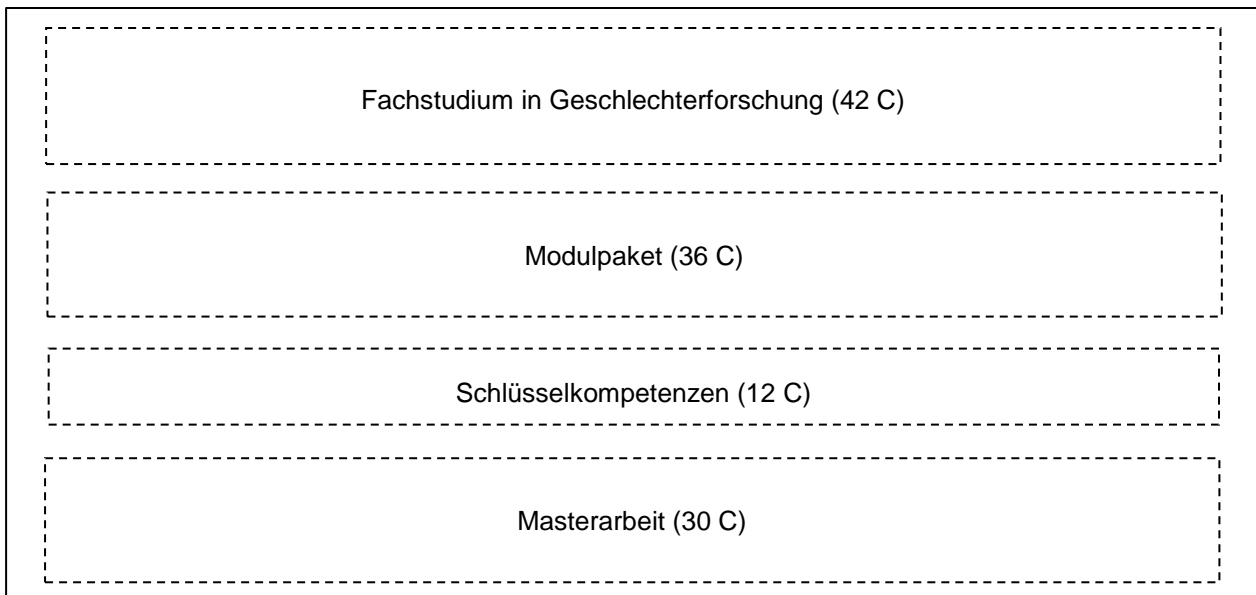 Fachstudium in Geschlechterforschung (42 C)
Modulpaket (36 C)
Schlüsselkompetenzen (12 C)
Masterarbeit (30 C)